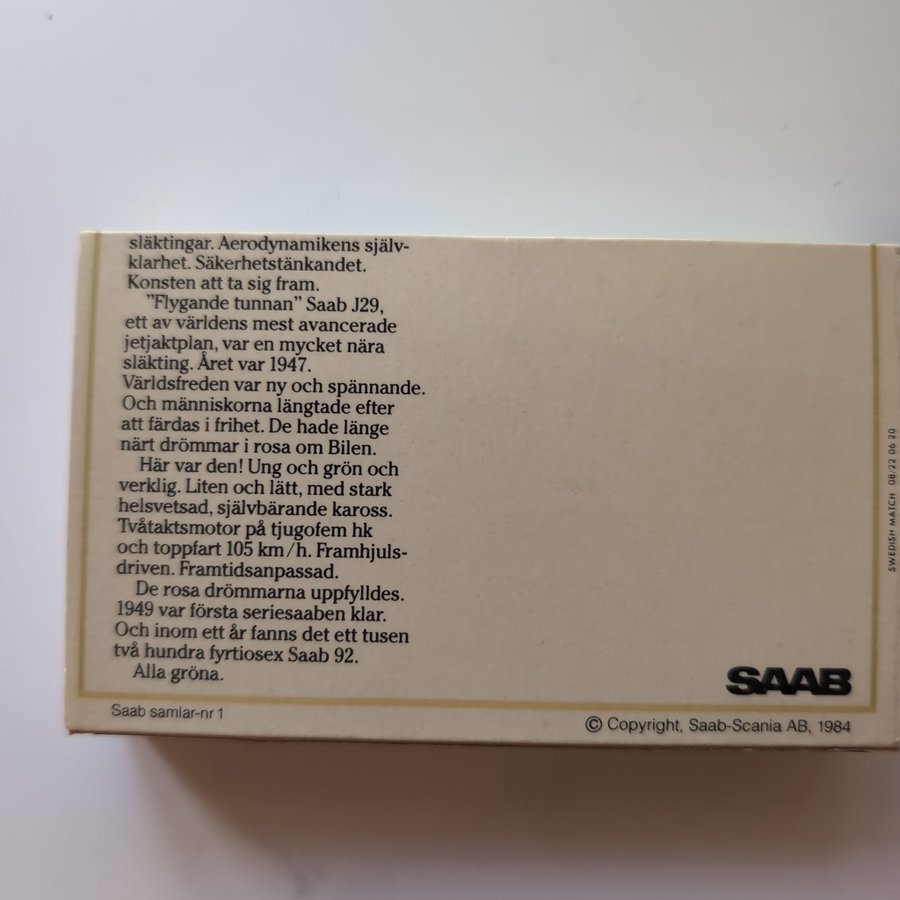 släktingar. Aerodynamikens själv-
klarhet. Säkerhetstänkandet.
Konsten att ta sig fram.
”Flygande tunnan” Saab J29,
ett av världens mest avancerade
jetjaktplan, var en mycket nära
släkting. Året var 1947.
Världsfreden var ny och spännande.
Och människorna längtade efter
att färdas i frihet. De hade länge
närt drömmar i rosa om Bilen.
Här var den! Ung och grön och
verklig. Liten och lätt, med stark
helsvetsad, självbärande kaross.
Tvåtaktsmotor på tjugofem hk
och toppfart 105 km/h. Framhjuls-
driven. Framtidsanpassad.
De rosa drömmarna uppfylldes.
1949 var första seriesaaben klar.
Och inom ett år fanns det ett tusen
två hundra fyrtiosex Saab 92.
Alla gröna.
SAAB
Saab samlar-nr 1
© Copyright, Saab-Scania AB, 1984
SWEDISH MATCH 08/22 06 20